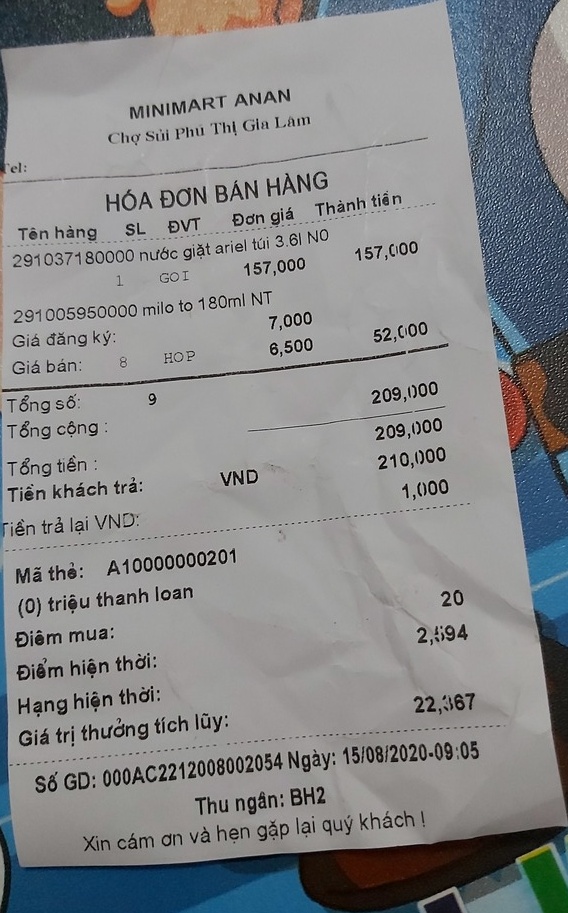 MINIMART ANAN
Chợ Sủi Phú Thị Gia Lâm
Tel:
HÓA ĐƠN BÁN HÀNG
Tên hàng SL ĐVT Đơn giá Thành tiền
291037180000 nước giặt ariel túi 3.6l N0
1 GOI 157,000 157,000
291005950000 milo to 180ml NT
Giá đăng ký: 7,000
Giá bán: 8 HOP 6,500 52,000
Tổng số: 9
Tổng cộng : 209,000
Tổng tiền : 209,000
Tiền khách trả: VND 210,000
Tiền trả lại VND: 1,000
Mã thẻ: A10000000201
(0) triệu thanh loan
Điểm mua: 20
Điểm hiện thời: 2,594
Hạng hiện thời:
Giá trị thưởng tích lũy: 22,367
Số GD: 000AC2212008002054 Ngày: 15/08/2020-09:05
Thu ngân: BH2
Xin cám ơn và hẹn gặp lại quý khách !